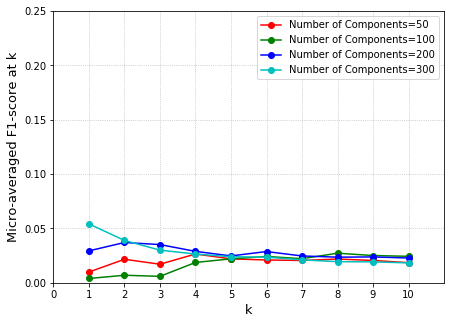 0.25
0.20
0.15
0.10
0.05
0.00
Micro-averaged F1-score at k
Number of Components=50
Number of Components=100
Number of Components=200
Number of Components=300
0 1 2 3 4 5 6 7 8 9 10
k